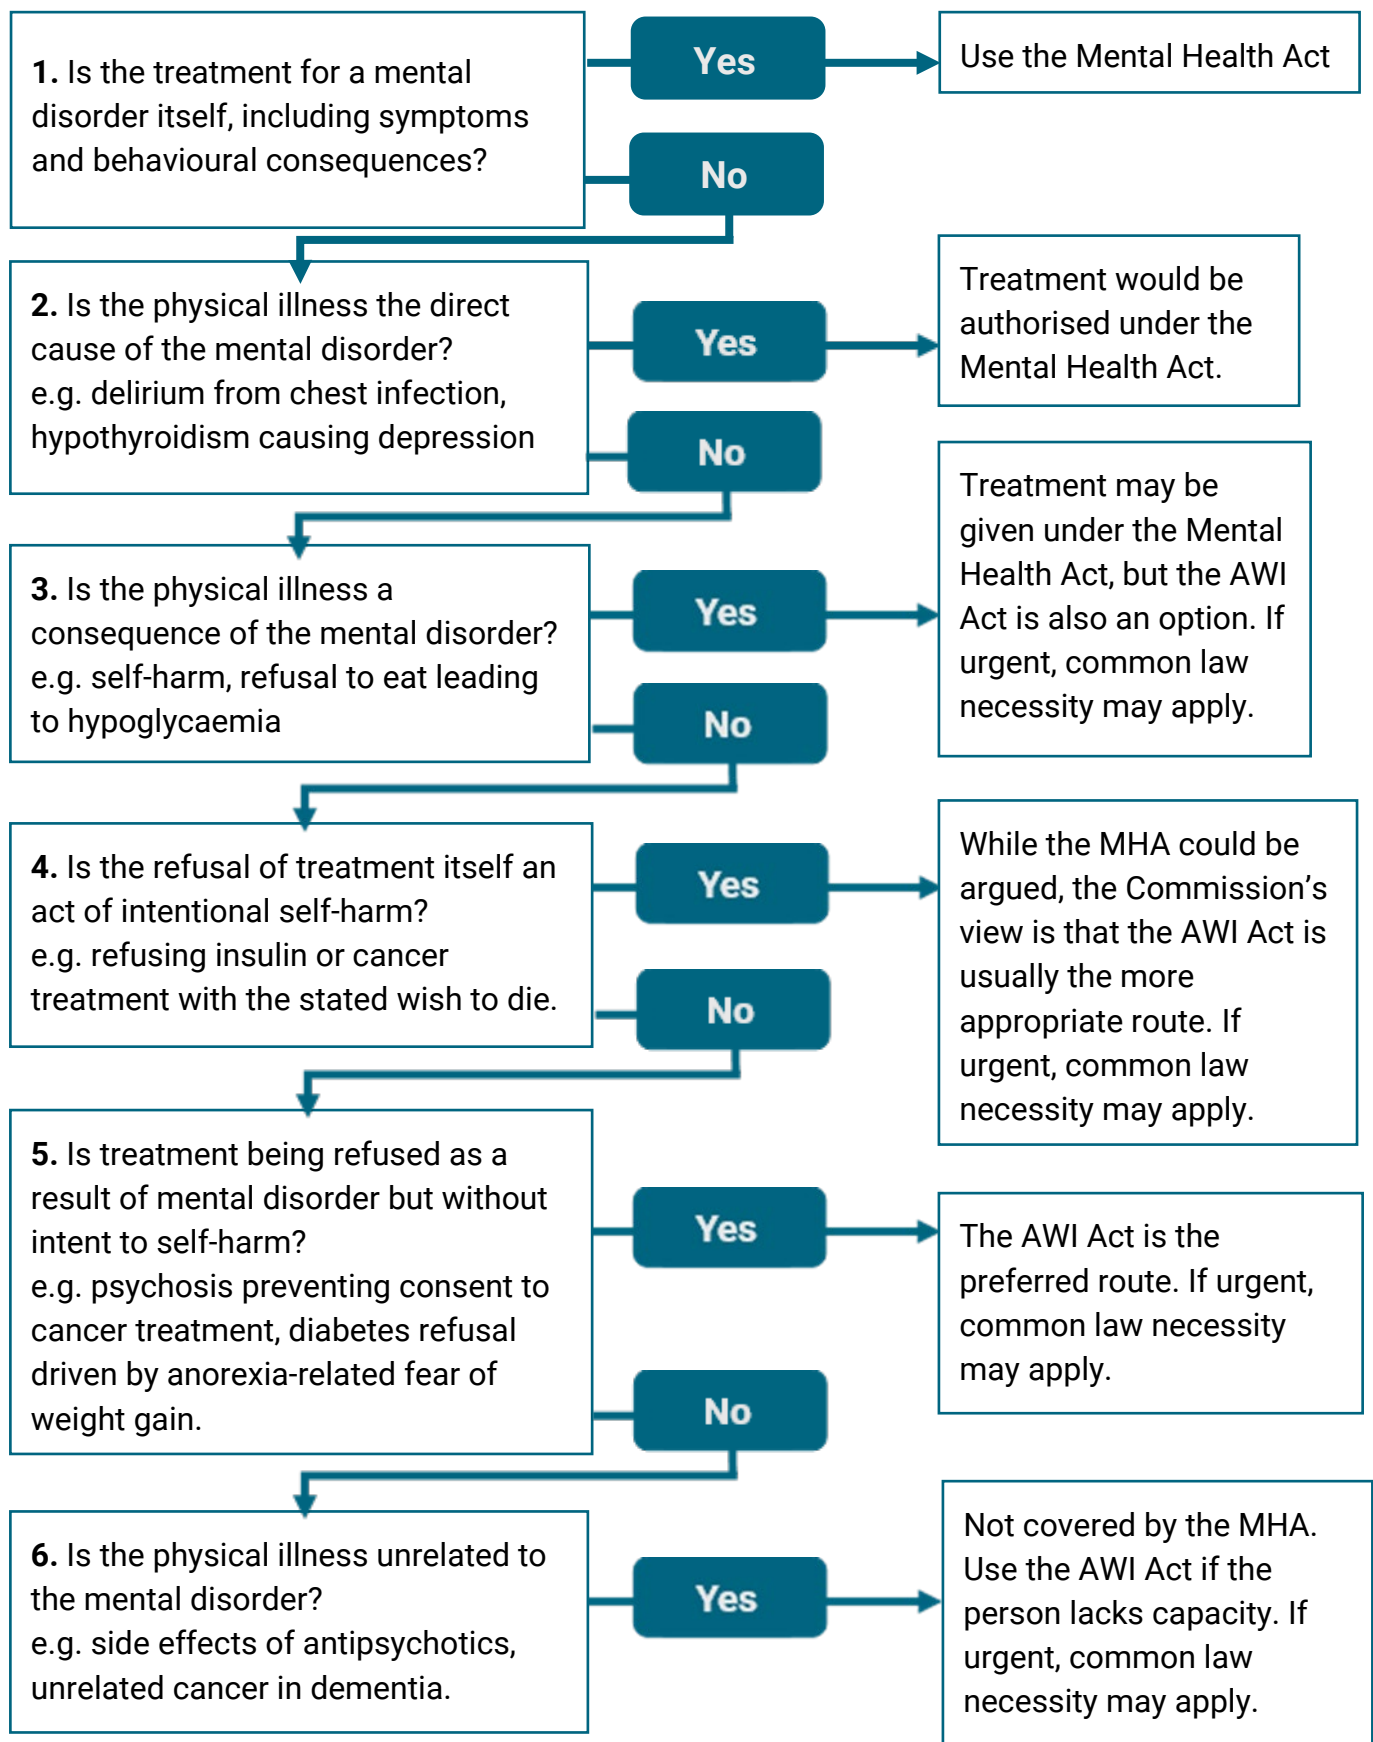 1. Is the treatment for a mental
disorder itself, including symptoms
and behavioural consequences?
Yes
Use the Mental Health Act
No
2. Is the physical illness the direct
cause of the mental disorder?
e.g. delirium from chest infection,
hypothyroidism causing depression
Yes
Treatment would be
authorised under the
Mental Health Act.
No
3. Is the physical illness a
consequence of the mental disorder?
e.g. self-harm, refusal to eat leading
to hypoglycaemia
Yes
Treatment may be
given under the Mental
Health Act, but the AWI
Act is also an option. If
urgent, common law
necessity may apply.
No
4. Is the refusal of treatment itself an
act of intentional self-harm?
e.g. refusing insulin or cancer
treatment with the stated wish to die.
Yes
While the MHA could be
argued, the Commission’s
view is that the AWI Act is
usually the more
appropriate route. If
urgent, common law
necessity may apply.
No
5. Is treatment being refused as a
result of mental disorder but without
intent to self-harm?
e.g. psychosis preventing consent to
cancer treatment, diabetes refusal
driven by anorexia-related fear of
weight gain.
Yes
The AWI Act is the
preferred route. If urgent,
common law necessity
may apply.
No
6. Is the physical illness unrelated to
the mental disorder?
e.g. side effects of antipsychotics,
unrelated cancer in dementia.
Yes
Not covered by the MHA.
Use the AWI Act if the
person lacks capacity. If
urgent, common law
necessity may apply.